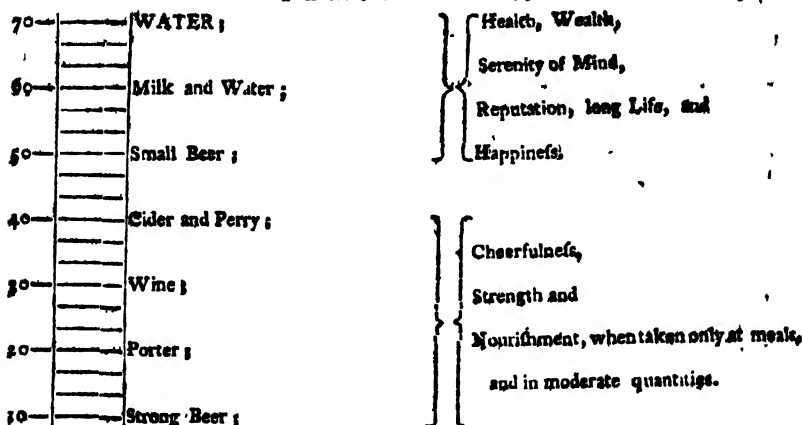 70 WATER; Health, Wealth,
Serenity of Mind,
60 Milk and Water;
Reputation, long Life, and
50 Small Beer; Happineſs,
40 Cider and Perry;
Cheerfulneſs,
30 Wine; Strength and
20 Porter; Nouriſhment, when taken only at meals,
and in moderate quantities.
10 Strong Beer;